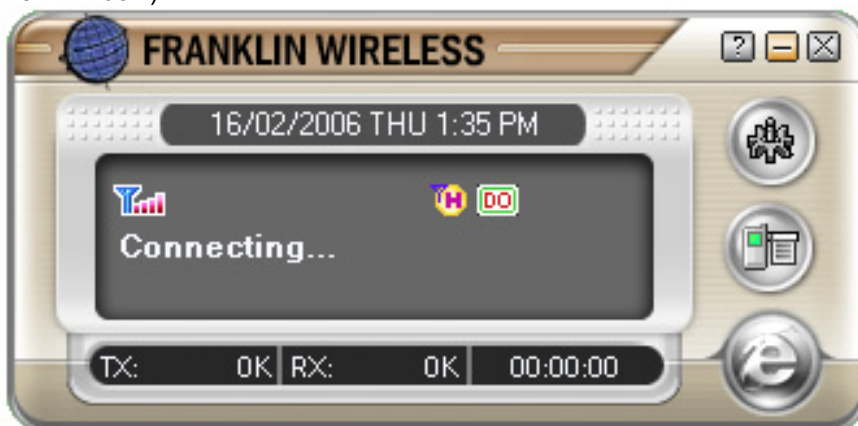 FRANKLIN WIRELESS
?
16/02/2006 THU 1:35 PM
H DO
Connecting...
TX: 0K RX: 0K 00:00:00